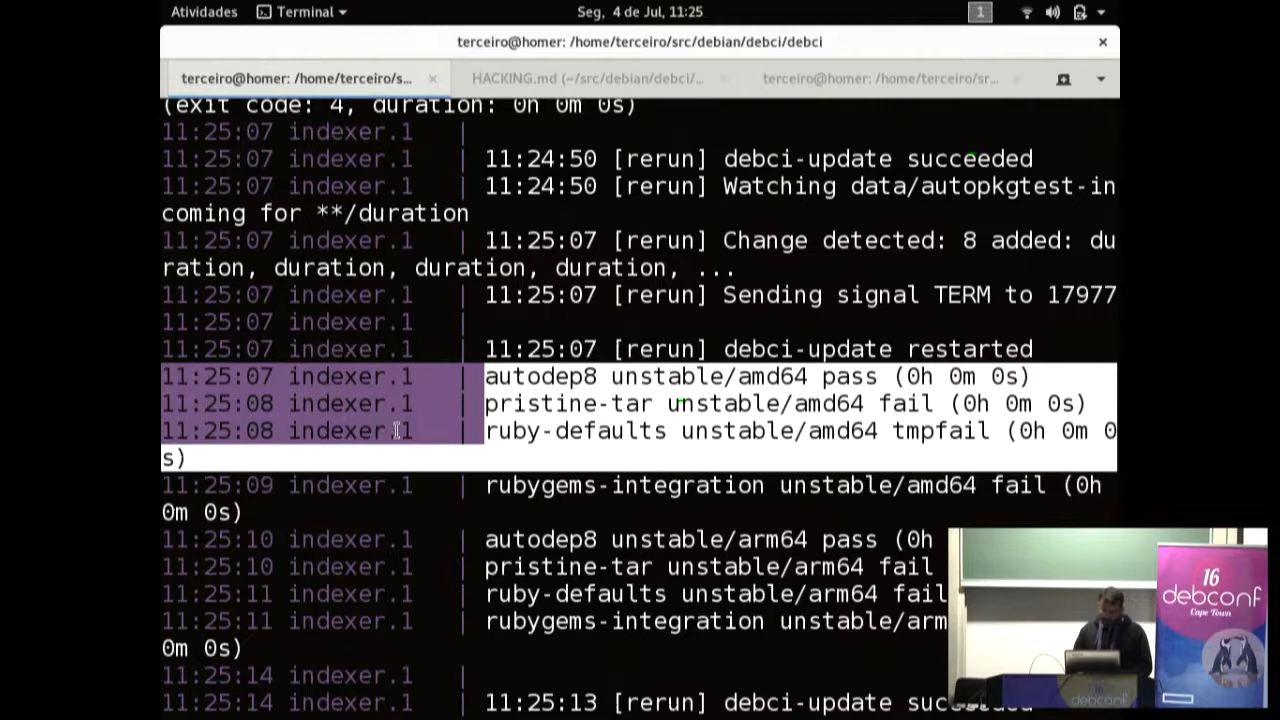 Atividades Terminal Seg, 4 de Jul, 11:25 1
terceiro@homer: /home/terceiro/src/debian/debci/debci ×
terceiro@homer: /home/terceiro/s... × HACKING.md (~/src/debian/debci/... terceiro@homer: /home/terceiro/sr...
(exit code: 4, duration: 0h 0m 0s)
11:25:07 indexer.1 |
11:25:07 indexer.1 | 11:24:50 [rerun] debci-update succeeded
11:25:07 indexer.1 | 11:24:50 [rerun] Watching data/autopkgtest-in
coming for **/duration
11:25:07 indexer.1 | 11:25:07 [rerun] Change detected: 8 added: du
ration, duration, duration, duration, ...
11:25:07 indexer.1 | 11:25:07 [rerun] Sending signal TERM to 17977
11:25:07 indexer.1 |
11:25:07 indexer.1 | 11:25:07 [rerun] debci-update restarted
11:25:07 indexer.1 | autodep8 unstable/amd64 pass (0h 0m 0s)
11:25:08 indexer.1 | pristine-tar unstable/amd64 fail (0h 0m 0s)
11:25:08 indexer.1 | ruby-defaults unstable/amd64 tmpfail (0h 0m 0
s)
11:25:09 indexer.1 | rubygems-integration unstable/amd64 fail (0h
0m 0s)
11:25:10 indexer.1 | autodep8 unstable/arm64 pass (0h
11:25:10 indexer.1 | pristine-tar unstable/arm64 fail
11:25:11 indexer.1 | ruby-defaults unstable/arm64 fail
11:25:11 indexer.1 | rubygems-integration unstable/arm
0m 0s)
11:25:14 indexer.1 |
11:25:14 indexer.1 | 11:25:13 [rerun] debci-update
16
debconf
Cape Town
16
debconf